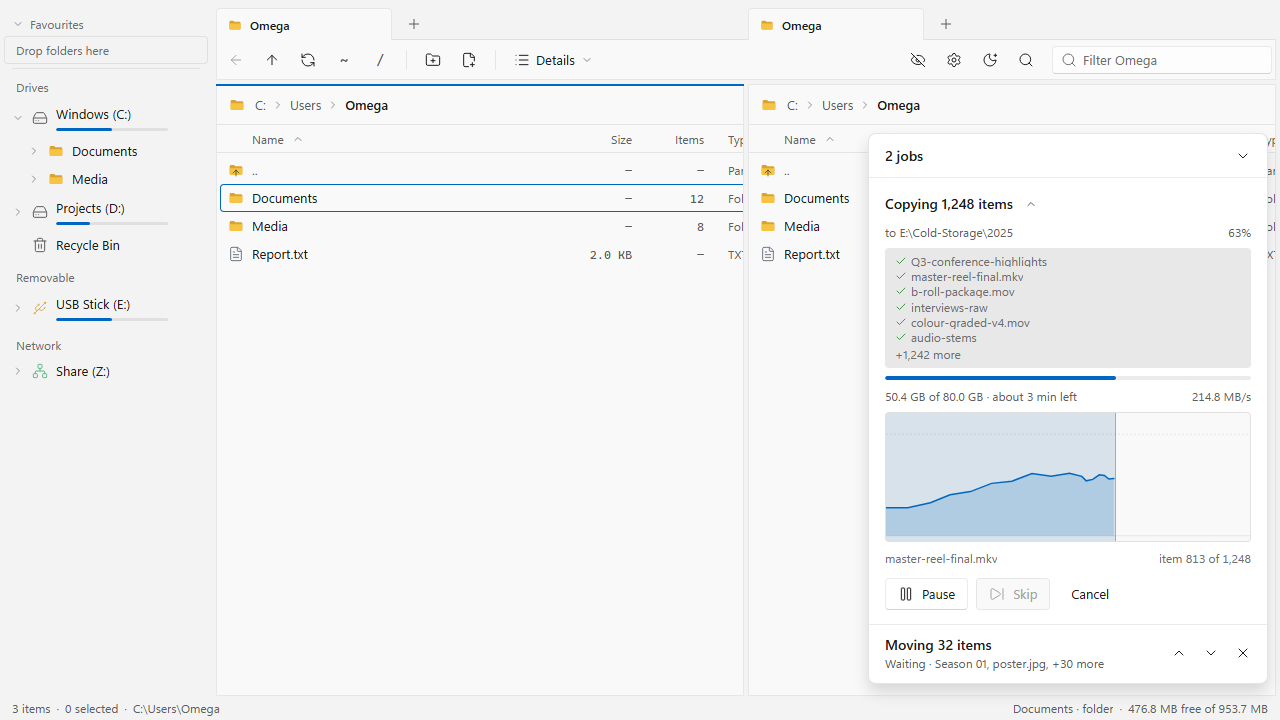 Favourites
Drop folders here
Drives
Windows (C:)
Documents
Media
Projects (D:)
Recycle Bin
Removable
USB Stick (E:)
Network
Share (Z:)
Omega
~
/
Details
C: Users Omega
Name Size Items Typ
.. – – Par
Documents – 12 Fol
Media – 8 Fol
Report.txt 2.0 KB – TXT
Omega
Filter Omega
C: Users Omega
Name
..
Documents
Media
Report.txt
2 jobs
Copying 1,248 items
to E:\Cold-Storage\2025 63%
Q3-conference-highlights
master-reel-final.mkv
b-roll-package.mov
interviews-raw
colour-graded-v4.mov
audio-stems
+1,242 more
50.4 GB of 80.0 GB · about 3 min left 214.8 MB/s
master-reel-final.mkv item 813 of 1,248
Pause Skip Cancel
Moving 32 items
Waiting · Season 01, poster.jpg, +30 more
3 items · 0 selected · C:\Users\Omega
Documents · folder · 476.8 MB free of 953.7 MB